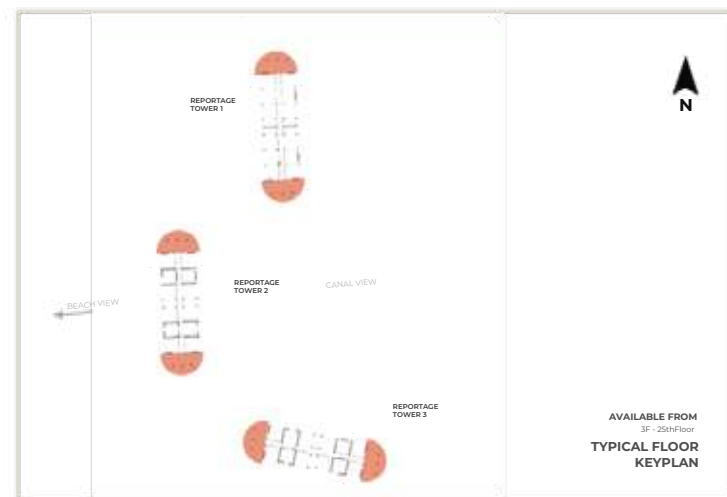 REPORTAGE
TOWER 1
N
REPORTAGE
TOWER 2
CANAL VIEW
BEACH VIEW
REPORTAGE
TOWER 3
AVAILABLE FROM
3F - 25thFloor
TYPICAL FLOOR
KEYPLAN